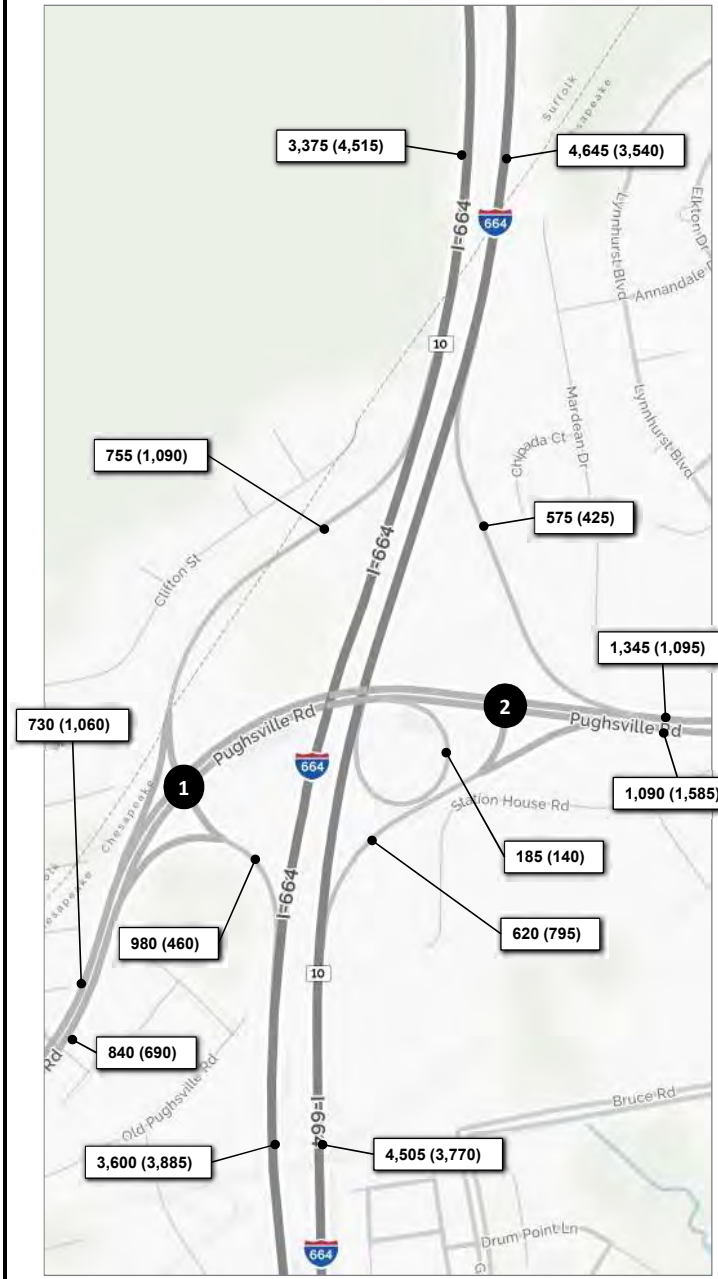 3,375 (4,515)
4,645 (3,540)
Suffolk
Lynnhurst Blvd
Elkton Dr
I-664
664
Annandale
10
Mardean Dr
Chipada Ct
Lynnhurst Blvd
755 (1,090)
575 (425)
I-664
Clifton St
1,345 (1,095)
730 (1,060)
2
Pughsville Rd
Pughsville Rd
664
1
1,090 (1,585)
Chesapeake
Station House Rd
185 (140)
I-664
620 (795)
980 (460)
10
840 (690)
Rd
Old Pughsville Rd
Bruce Rd
I-664
3,600 (3,885)
4,505 (3,770)
Drum Point Ln
664
G